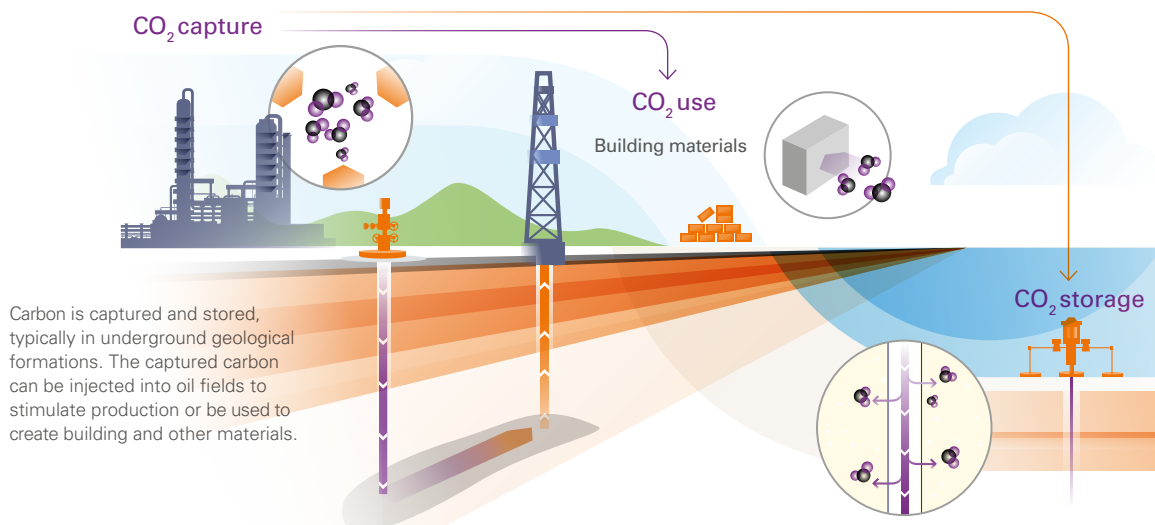 CO₂ capture
CO₂ use
Building materials
CO₂ storage
Carbon is captured and stored,
typically in underground geological
formations. The captured carbon
can be injected into oil fields to
stimulate production or be used to
create building and other materials.